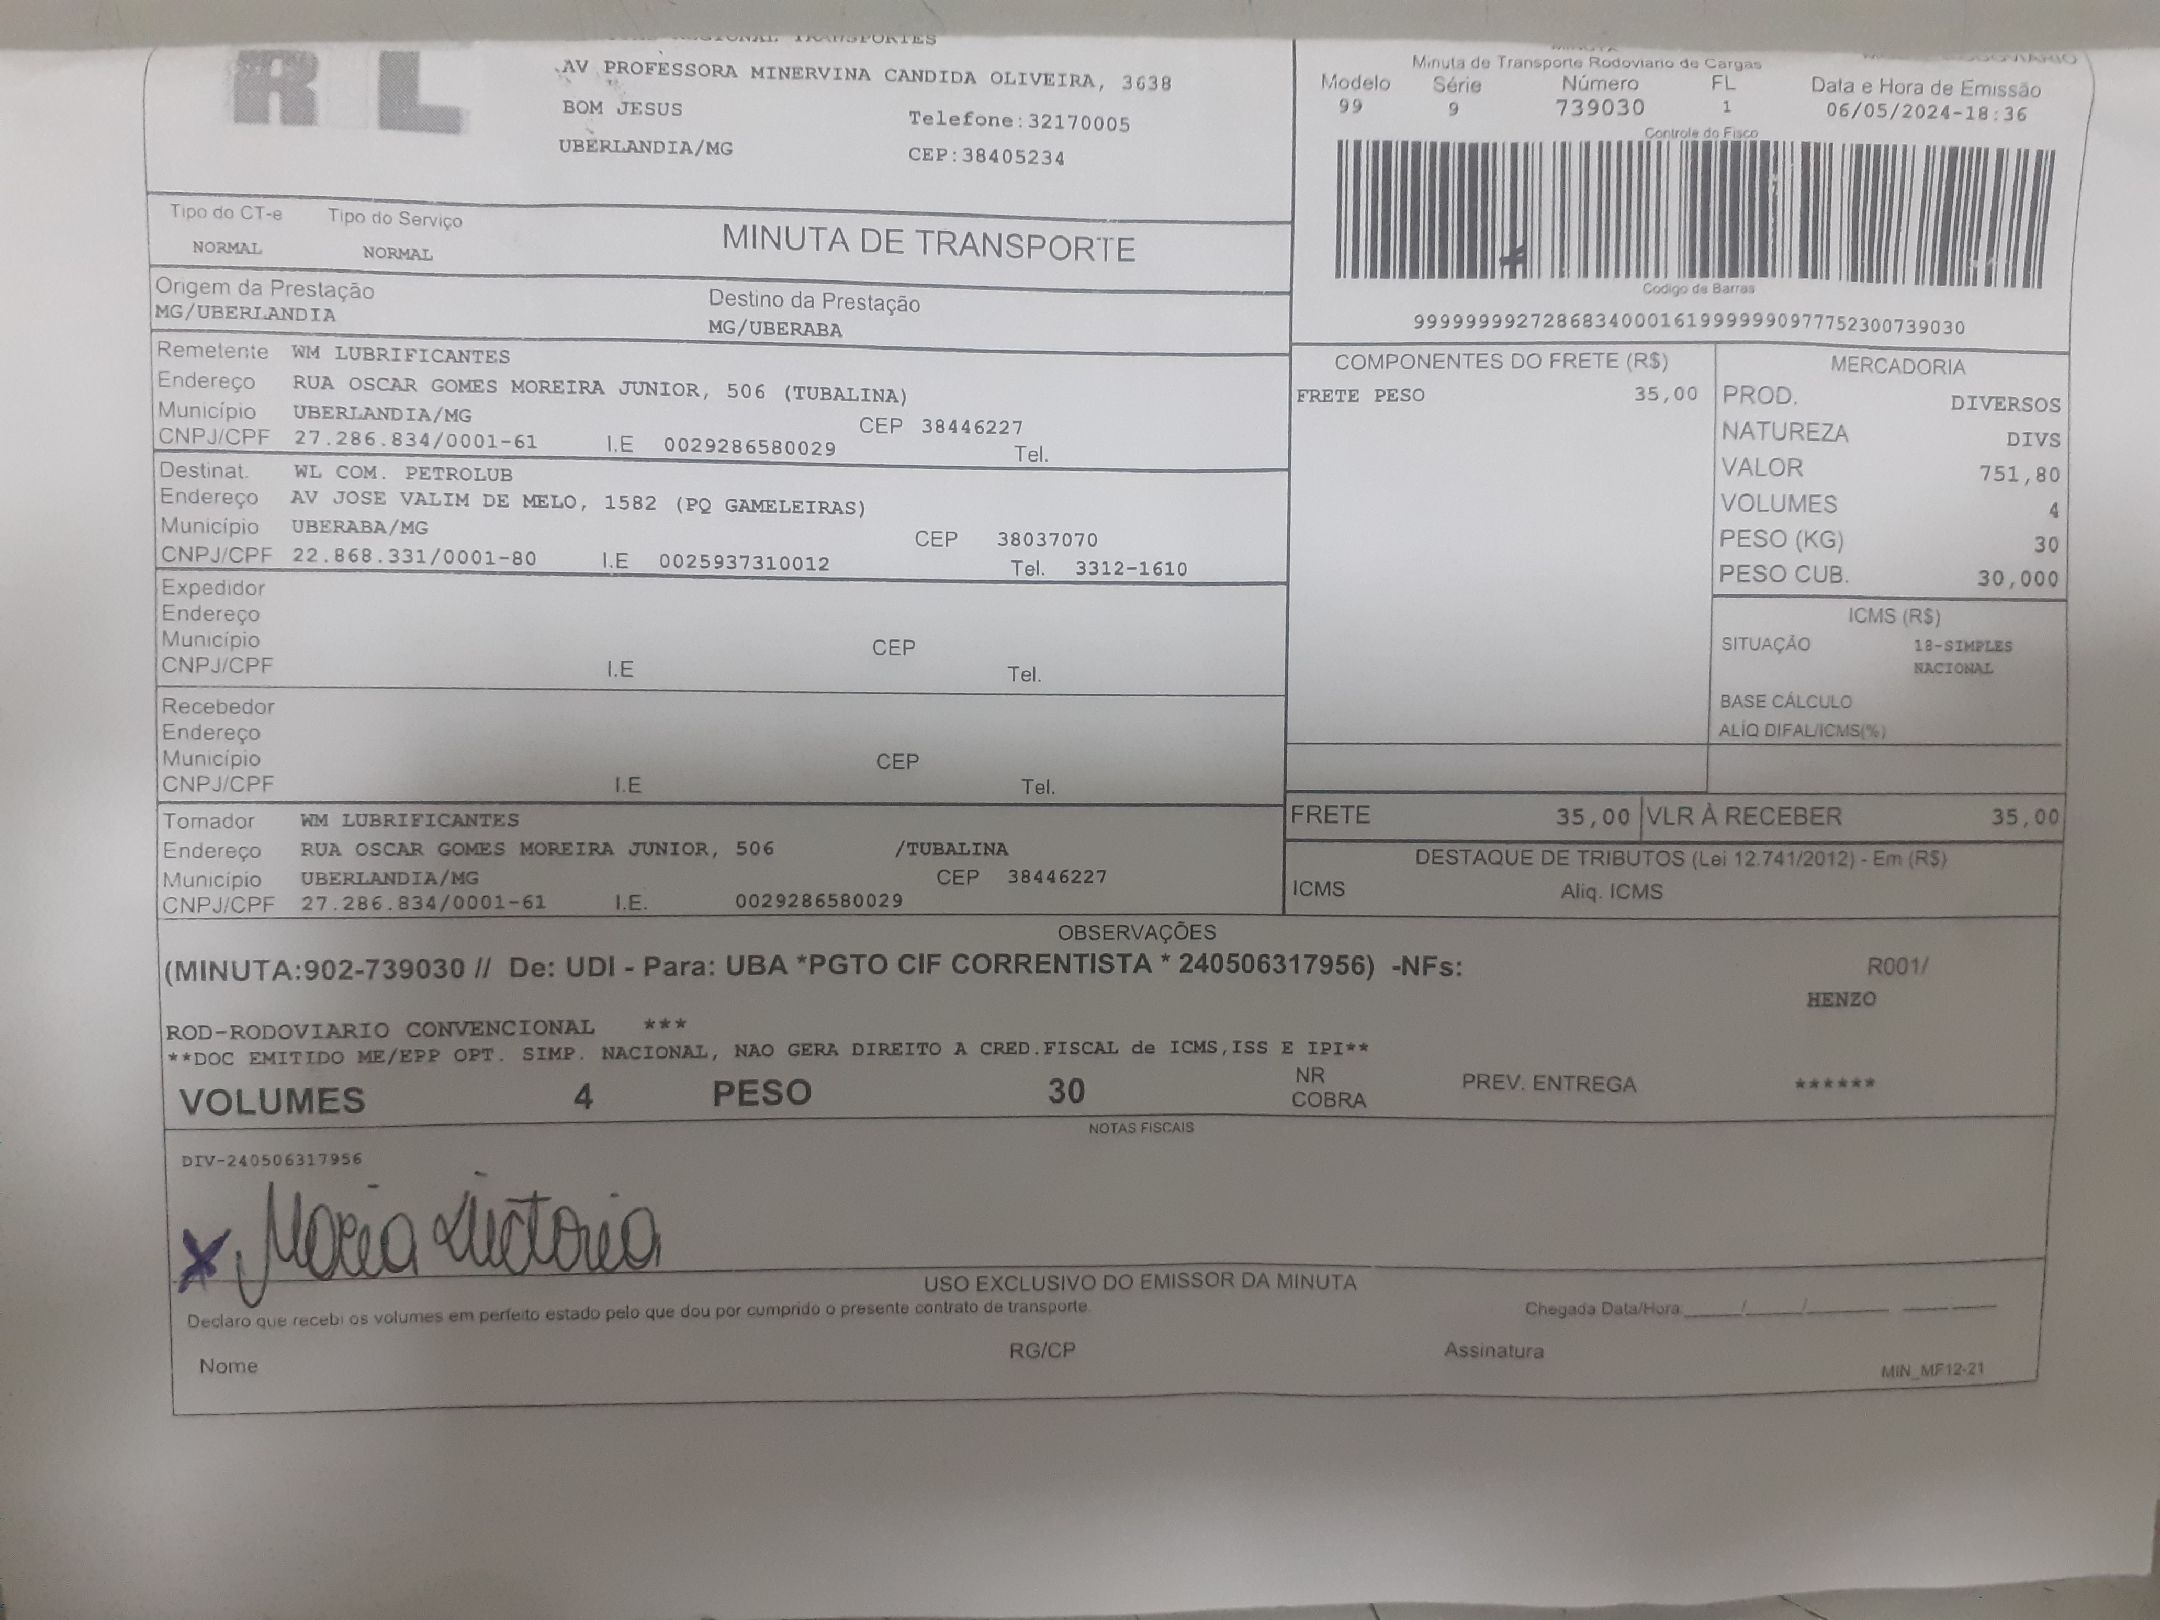 RL
REGIONAL TRANSPORTES
AV PROFESSORA MINERVINA CANDIDA OLIVEIRA, 3638
BOM JESUS Telefone:32170005
UBERLANDIA/MG CEP:38405234
Minuta de Transporte Rodoviario de Cargas
Modelo Série Número FL Data e Hora de Emissão
99 9 739030 1 06/05/2024-18:36
Controle do Fisco
Codigo de Barras
99999999272868340001619999999097775230073903​0
Tipo do CT-e Tipo do Serviço
NORMAL NORMAL
MINUTA DE TRANSPORTE
Origem da Prestação Destino da Prestação
MG/UBERLANDIA MG/UBERABA
Remetente WM LUBRIFICANTES
Endereço RUA OSCAR GOMES MOREIRA JUNIOR, 506 (TUBALINA)
Município UBERLANDIA/MG CEP 38446227
CNPJ/CPF 27.286.834/0001-61 I.E 0029286580029 Tel.
Destinat. WL COM. PETROLUB
Endereço AV JOSE VALIM DE MELO, 1582 (PQ GAMELEIRAS)
Município UBERABA/MG CEP 38037070
CNPJ/CPF 22.868.331/0001-80 I.E 0025937310012 Tel. 3312-1610
Expedidor
Endereço
Município CEP
CNPJ/CPF I.E Tel.
Recebedor
Endereço
Município CEP
CNPJ/CPF I.E Tel.
Tomador WM LUBRIFICANTES
Endereço RUA OSCAR GOMES MOREIRA JUNIOR, 506 /TUBALINA
Município UBERLANDIA/MG CEP 38446227
CNPJ/CPF 27.286.834/0001-61 I.E. 0029286580029
COMPONENTES DO FRETE (R$)
FRETE PESO 35,00
MERCADORIA
PROD. DIVERSOS
NATUREZA DIVS
VALOR 751,80
VOLUMES 4
PESO (KG) 30
PESO CUB. 30,000
ICMS (R$)
SITUAÇÃO 18-SIMPLES
NACIONAL
BASE CÁLCULO
ALÍQ DIFAL/ICMS(%)
FRETE 35,00 VLR À RECEBER 35,00
DESTAQUE DE TRIBUTOS (Lei 12.741/2012) - Em (R$)
ICMS Aliq. ICMS
OBSERVAÇÕES
(MINUTA:902-739030 // De: UDI - Para: UBA *PGTO CIF CORRENTISTA * 240506317956) -NFs: R001/
HENZO
ROD-RODOVIARIO CONVENCIONAL ***
**DOC EMITIDO ME/EPP OPT. SIMP. NACIONAL, NAO GERA DIREITO A CRED.FISCAL de ICMS,ISS E IPI**
VOLUMES 4 PESO 30 NR COBRA PREV. ENTREGA ******
NOTAS FISCAIS
DIV-240506317956
X Maria Victoria
USO EXCLUSIVO DO EMISSOR DA MINUTA
Declaro que recebi os volumes em perfeito estado pelo que dou por cumprido o presente contrato de transporte. Chegada Data/Hora:____/____/______ ____ ____
Nome RG/CP Assinatura
MIN_MF12-21